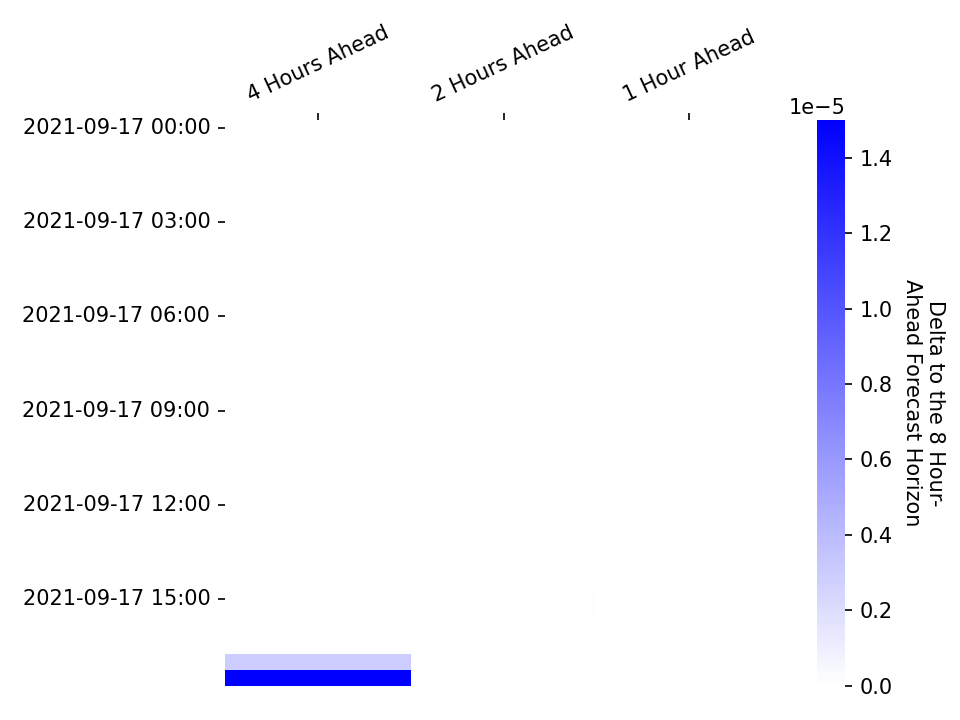 4 Hours Ahead
2 Hours Ahead
1 Hour Ahead
1e−5
2021-09-17 00:00
2021-09-17 03:00
2021-09-17 06:00
2021-09-17 09:00
2021-09-17 12:00
2021-09-17 15:00
1.4
1.2
1.0
0.8
0.6
0.4
0.2
0.0
Delta to the 8 Hour-
Ahead Forecast Horizon